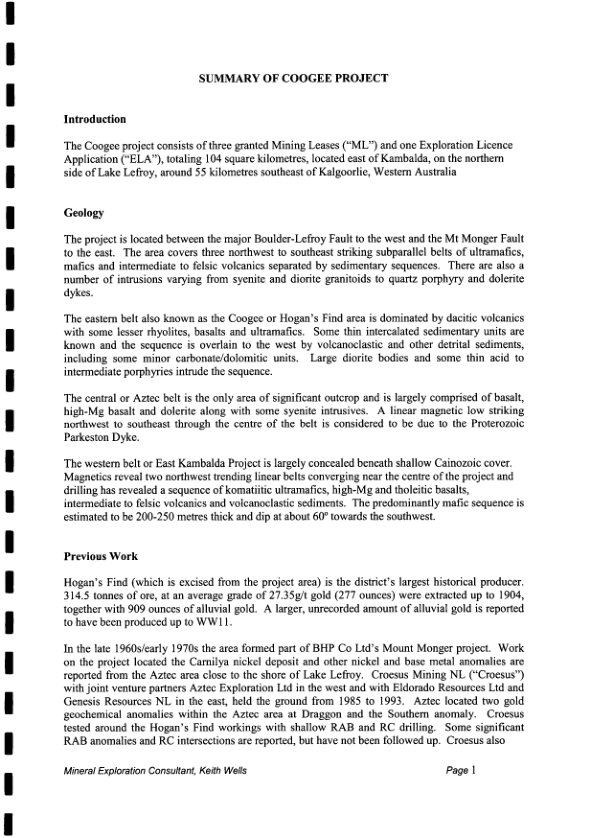 SUMMARY OF COOGEE PROJECT
Introduction
The Coogee project consists of three granted Mining Leases ("ML") and one Exploration Licence
Application ("ELA"), totaling 104 square kilometres, located east of Kambalda, on the northern
side of Lake Lefroy, around 55 kilometres southeast of Kalgoorlie, Western Australia
Geology
The project is located between the major Boulder-Lefroy Fault to the west and the Mt Monger Fault
to the east. The area covers three northwest to southeast striking subparallel belts of ultramafics,
mafics and intermediate to felsic volcanics separated by sedimentary sequences. There are also a
number of intrusions varying from syenite and diorite granitoids to quartz porphyry and dolerite
dykes.
The eastern belt also known as the Coogee or Hogan's Find area is dominated by dacitic volcanics
with some lesser rhyolites, basalts and ultramafics. Some thin intercalated sedimentary units are
known and the sequence is overlain to the west by volcanoclastic and other detrital sediments,
including some minor carbonate/dolomitic units. Large diorite bodies and some thin acid to
intermediate porphyries intrude the sequence.
The central or Aztec belt is the only area of significant outcrop and is largely comprised of basalt,
high-Mg basalt and dolerite along with some syenite intrusives. A linear magnetic low striking
northwest to southeast through the centre of the belt is considered to be due to the Proterozoic
Parkeston Dyke.
The western belt or East Kambalda Project is largely concealed beneath shallow Cainozoic cover.
Magnetics reveal two northwest trending linear belts converging near the centre of the project and
drilling has revealed a sequence of komatiitic ultramafics, high-Mg and tholeitic basalts,
intermediate to felsic volcanics and volcanoclastic sediments. The predominantly mafic sequence is
estimated to be 200-250 metres thick and dip at about 60º towards the southwest.
Previous Work
Hogan's Find (which is excised from the project area) is the district's largest historical producer.
314.5 tonnes of ore, at an average grade of 27.35g/t gold (277 ounces) were extracted up to 1904,
together with 909 ounces of alluvial gold. A larger, unrecorded amount of alluvial gold is reported
to have been produced up to WW11.
In the late 1960s/early 1970s the area formed part of BHP Co Ltd's Mount Monger project. Work
on the project located the Carnilya nickel deposit and other nickel and base metal anomalies are
reported from the Aztec area close to the shore of Lake Lefroy. Croesus Mining NL ("Croesus")
with joint venture partners Aztec Exploration Ltd in the west and with Eldorado Resources Ltd and
Genesis Resources NL in the east, held the ground from 1985 to 1993. Aztec located two gold
geochemical anomalies within the Aztec area at Draggon and the Southern anomaly. Croesus
tested around the Hogan's Find workings with shallow RAB and RC drilling. Some significant
RAB anomalies and RC intersections are reported, but have not been followed up. Croesus also
Mineral Exploration Consultant, Keith Wells Page 1